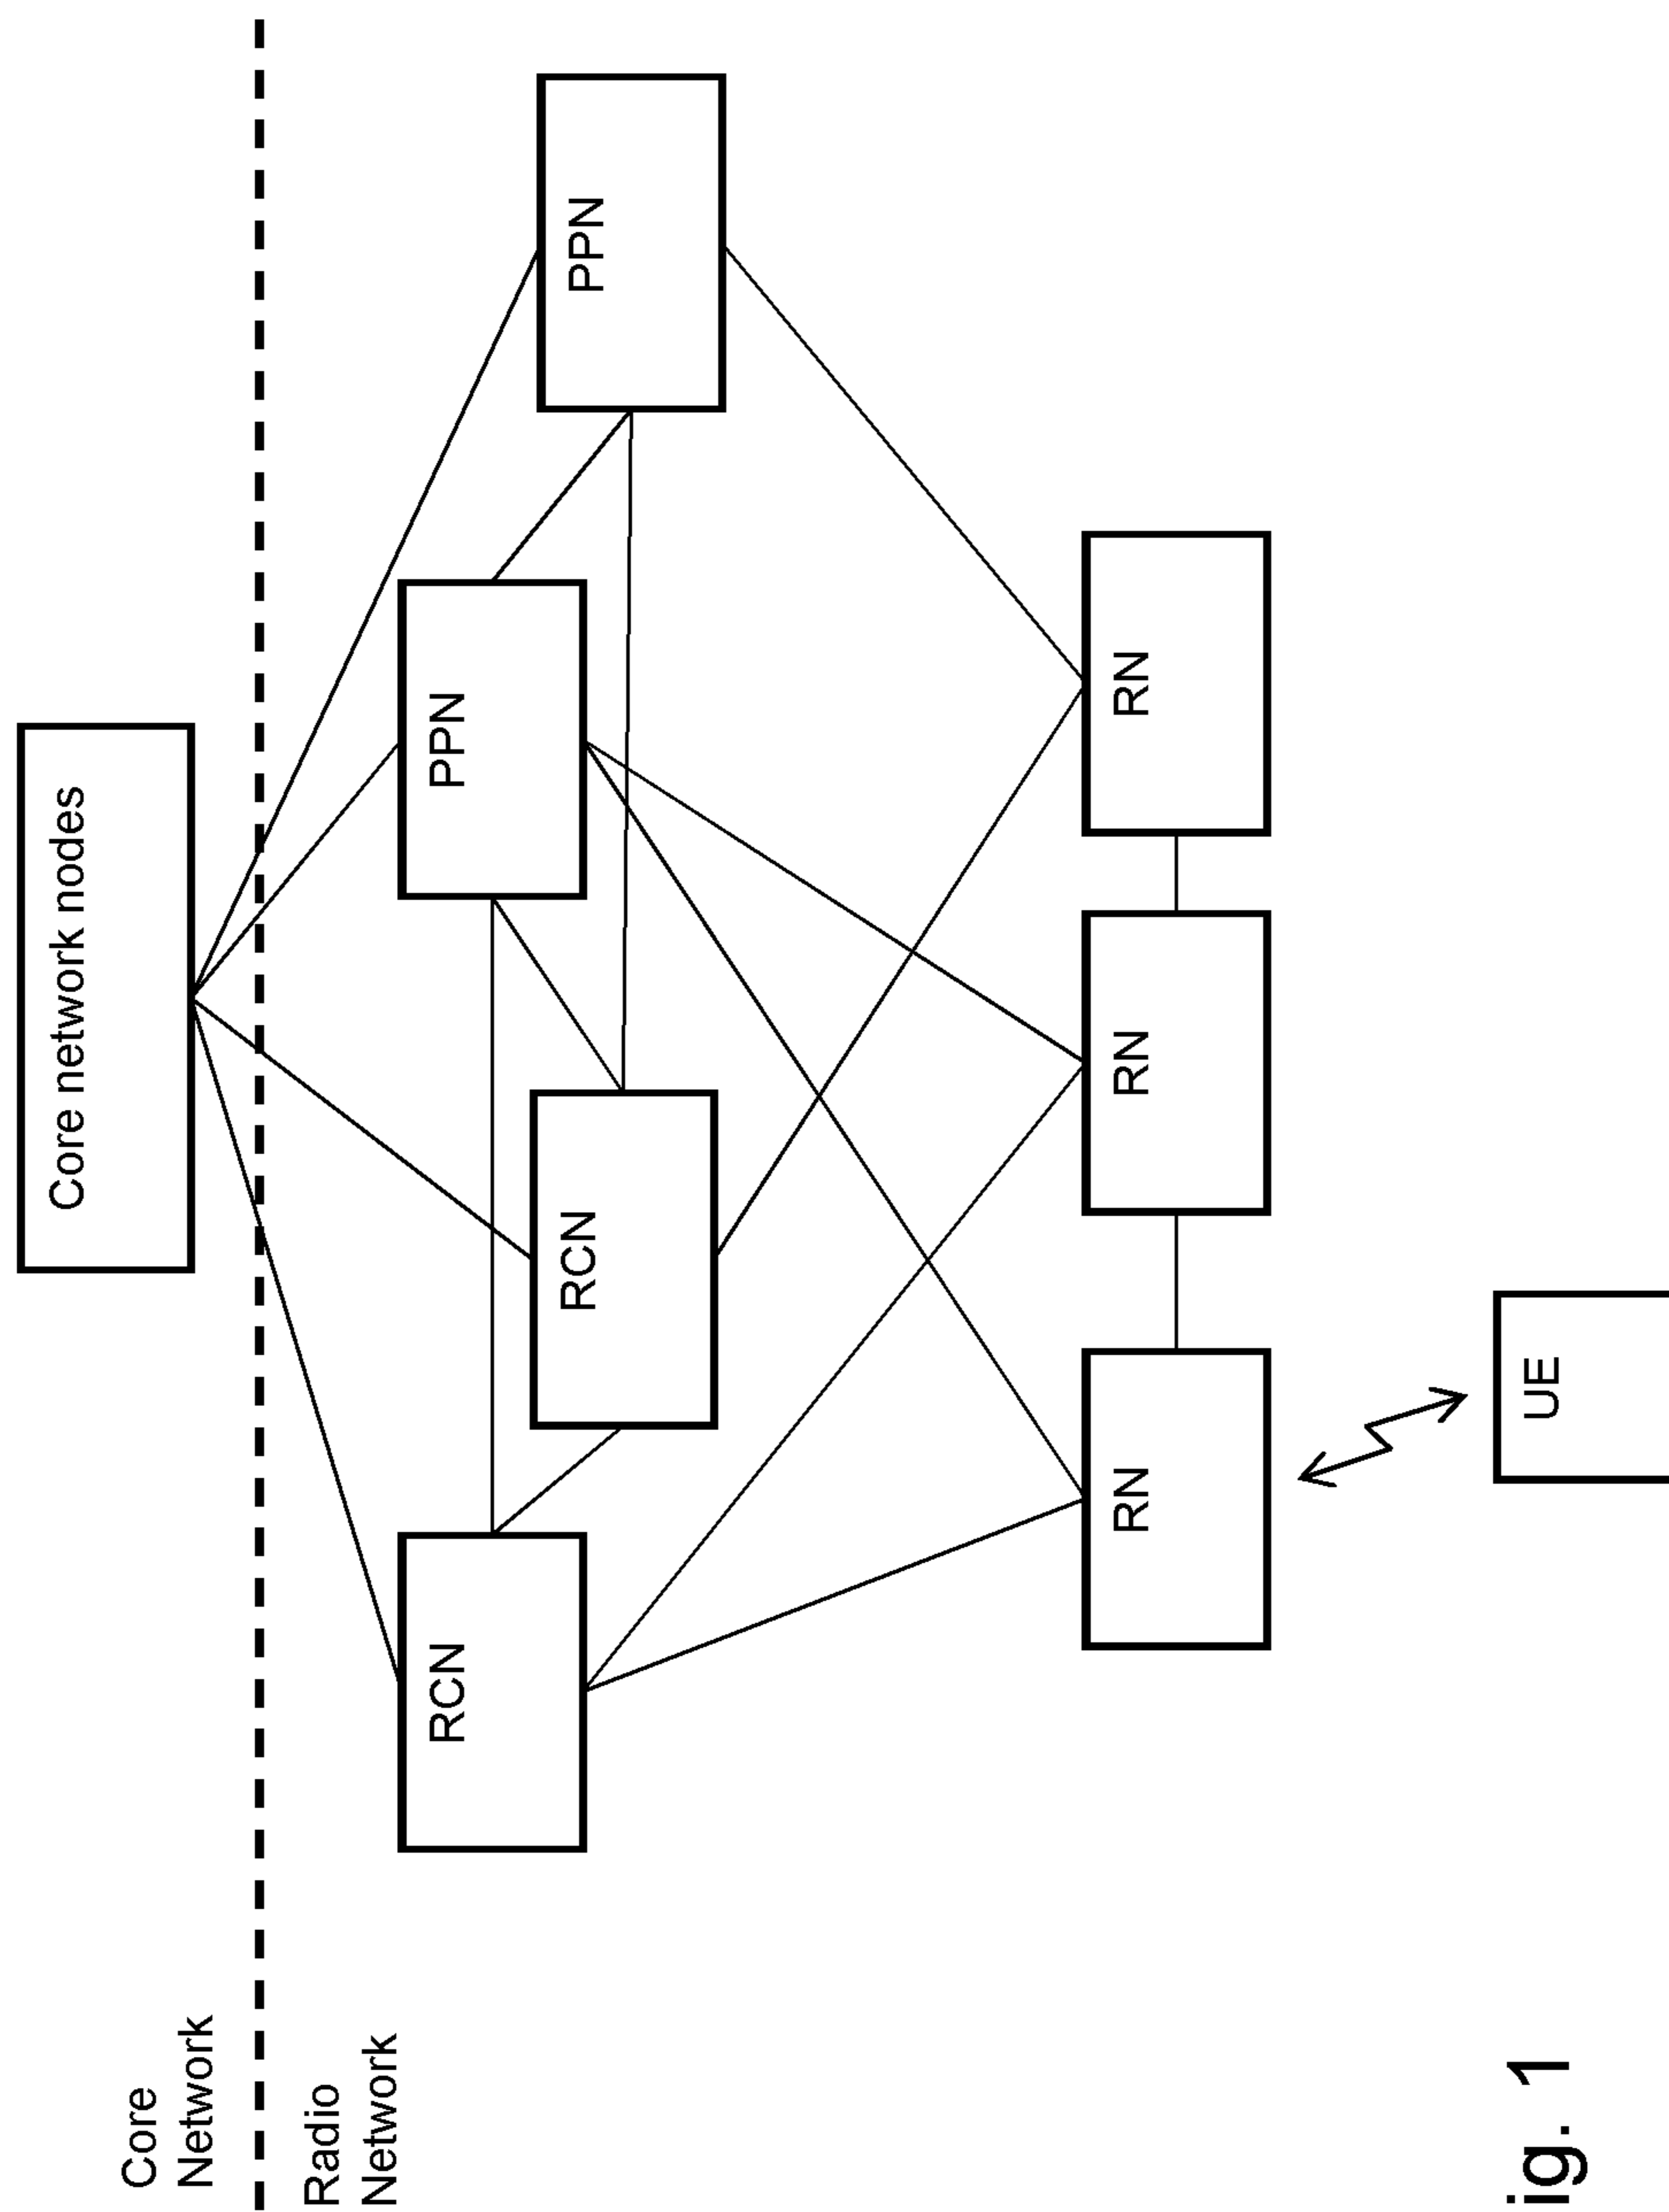 Core network nodes
Core
Network
Radio
Network
RCN
RCN
PPN
PPN
RN
RN
RN
UE
ig. 1